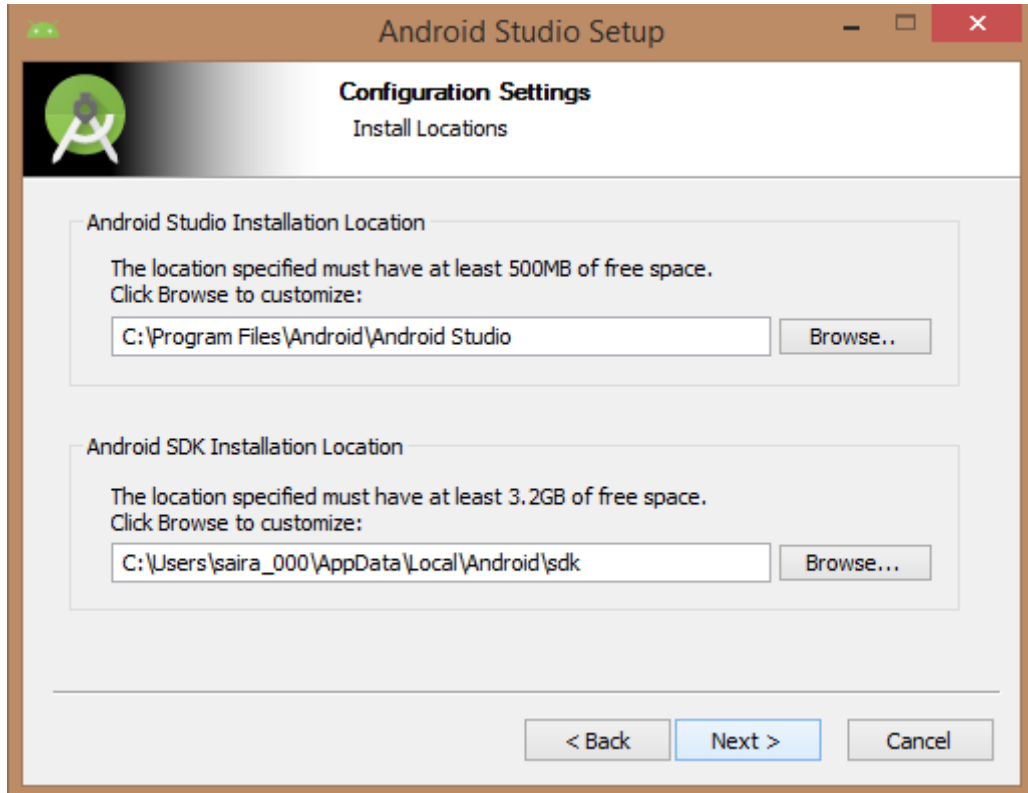 Android Studio Setup
Configuration Settings
Install Locations
Android Studio Installation Location
The location specified must have at least 500MB of free space.
Click Browse to customize:
C:\Program Files\Android\Android Studio
Browse..
Android SDK Installation Location
The location specified must have at least 3.2GB of free space.
Click Browse to customize:
C:\Users\saira_000\AppData\Local\Android\sdk
Browse...
< Back
Next >
Cancel